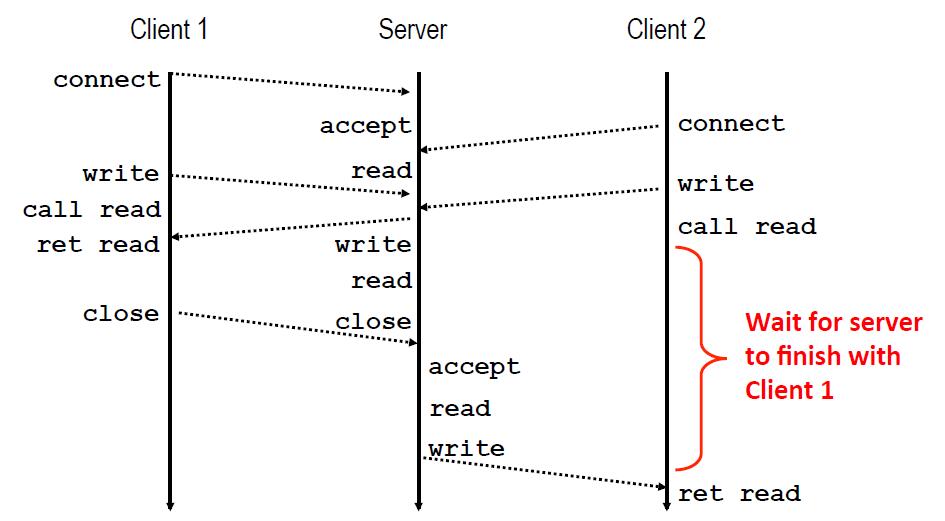 Client 1
Server
Client 2
connect
accept
connect
write
read
write
call read
call read
ret read
write
read
close
close
Wait for server
to finish with
Client 1
accept
read
write
ret read